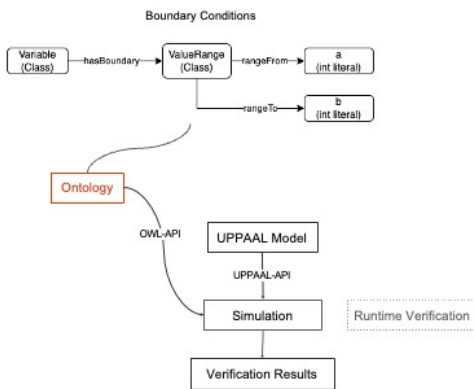 Boundary Conditions
Variable
(Class)
hasBoundary
ValueRange
(Class)
rangeFrom
a
(int literal)
rangeTo
b
(int literal)
Ontology
OWL-API
UPPAAL Model
UPPAAL-API
Simulation
Runtime Verification
Verification Results